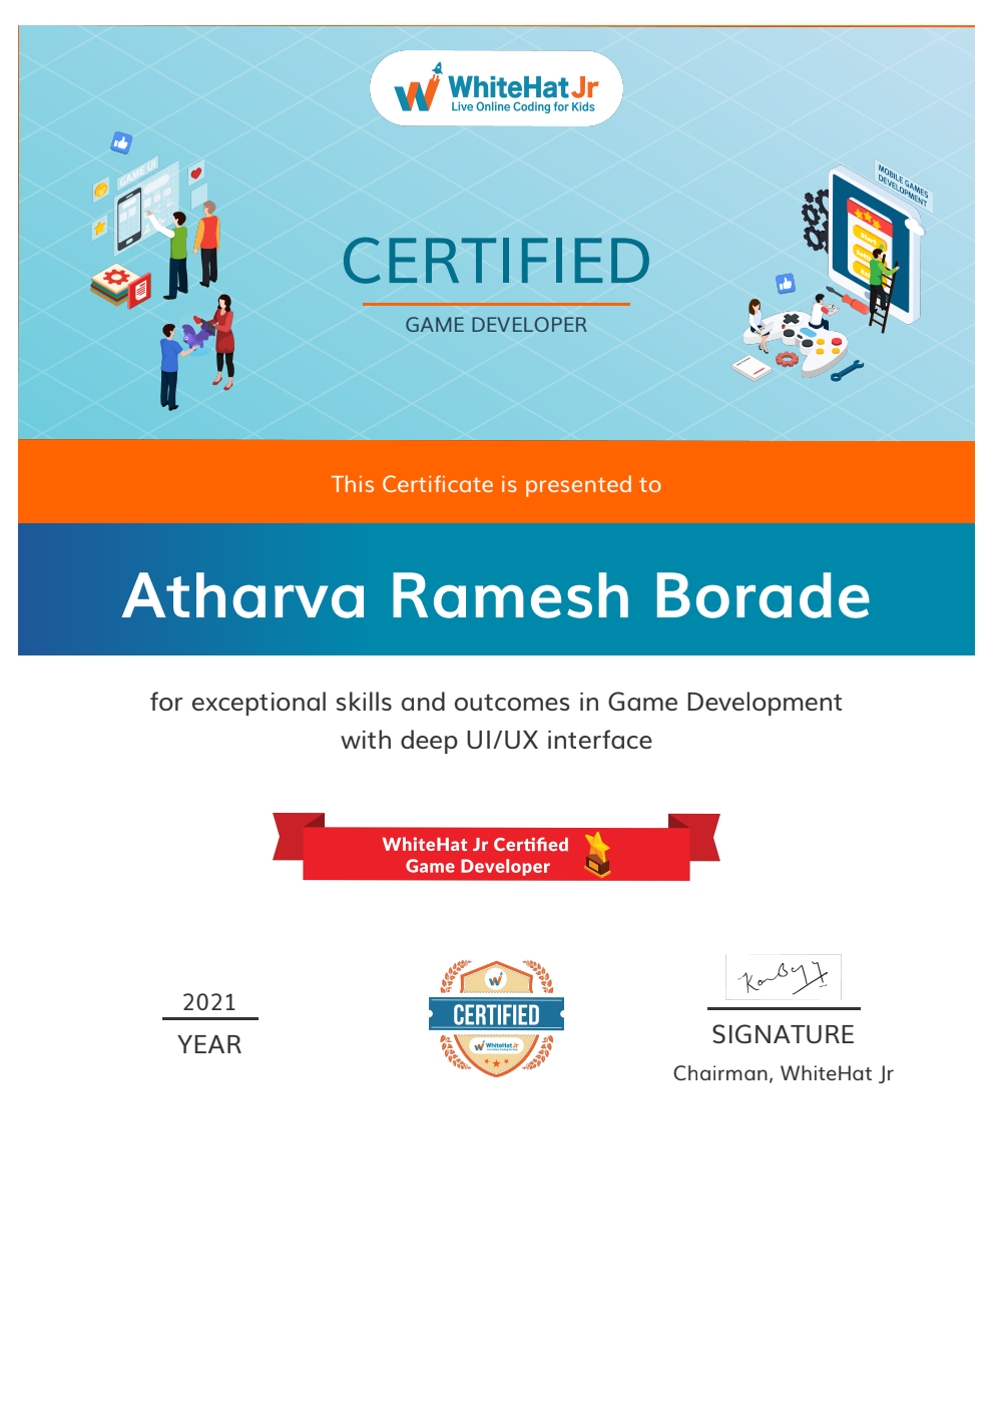 WhiteHat Jr
Live Online Coding for Kids
GAME UI
MOBILE GAMES
DEVELOPMENT
Start
CERTIFIED
GAME DEVELOPER
This Certificate is presented to
Atharva Ramesh Borade
for exceptional skills and outcomes in Game Development
with deep UI/UX interface
WhiteHat Jr Certified
Game Developer
2021
YEAR
CERTIFIED
WhiteHat Jr
SIGNATURE
Chairman, WhiteHat Jr